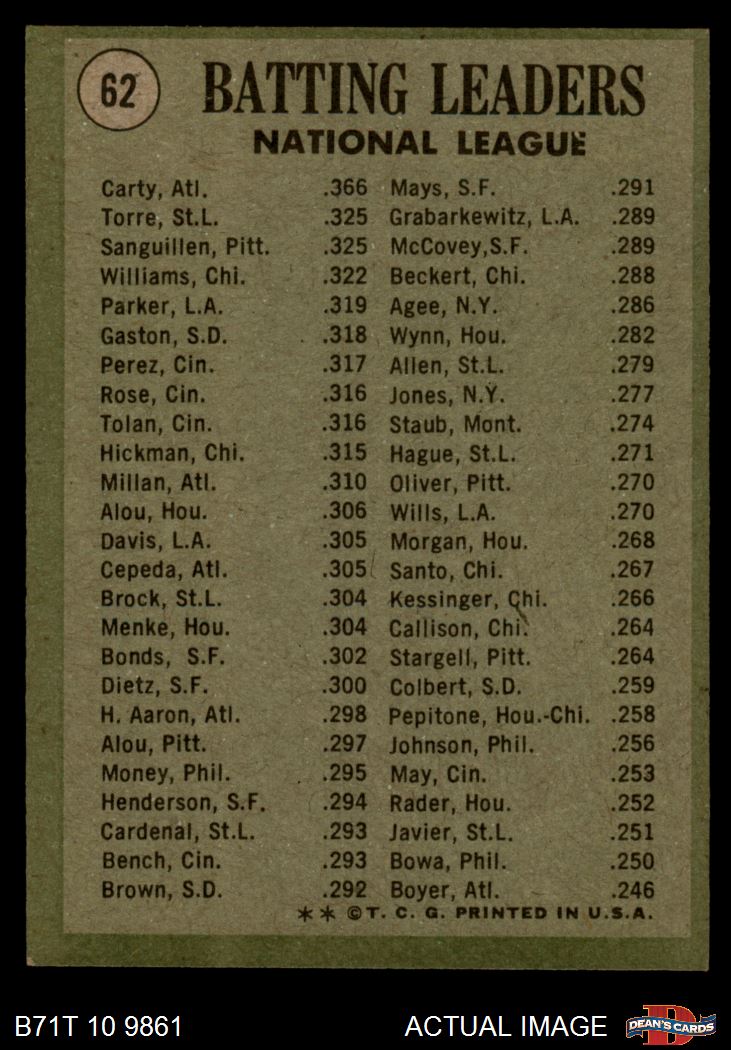 62
BATTING LEADERS
NATIONAL LEAGUE
Carty, Atl. .366 Mays, S.F. .291
Torre, St.L. .325 Grabarkewitz, L.A. .289
Sanguillen, Pitt. .325 McCovey,S.F. .289
Williams, Chi. .322 Beckert, Chi. .288
Parker, L.A. .319 Agee, N.Y. .286
Gaston, S.D. .318 Wynn, Hou. .282
Perez, Cin. .317 Allen, St.L. .279
Rose, Cin. .316 Jones, N.Y. .277
Tolan, Cin. .316 Staub, Mont. .274
Hickman, Chi. .315 Hague, St.L. .271
Millan, Atl. .310 Oliver, Pitt. .270
Alou, Hou. .306 Wills, L.A. .270
Davis, L.A. .305 Morgan, Hou. .268
Cepeda, Atl. .305 Santo, Chi. .267
Brock, St.L. .304 Kessinger, Chi. .266
Menke, Hou. .304 Callison, Chi. .264
Bonds, S.F. .302 Stargell, Pitt. .264
Dietz, S.F. .300 Colbert, S.D. .259
H. Aaron, Atl. .298 Pepitone, Hou.-Chi. .258
Alou, Pitt. .297 Johnson, Phil. .256
Money, Phil. .295 May, Cin. .253
Henderson, S.F. .294 Rader, Hou. .252
Cardenal, St.L. .293 Javier, St.L. .251
Bench, Cin. .293 Bowa, Phil. .250
Brown, S.D. .292 Boyer, Atl. .246
** ©T. C. G. PRINTED IN U.S.A.
B71T 10 9861 ACTUAL IMAGE D DEAN'S CARDS